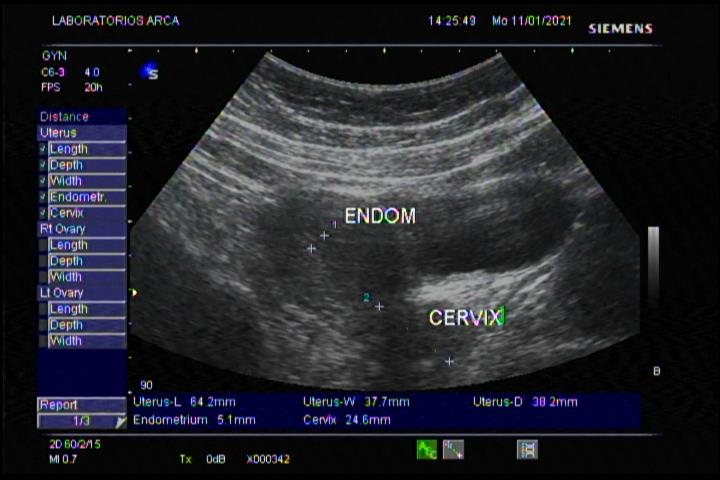 LABORATORIOS ARCA
14:25:49 Mo 11/01/2021
SIEMENS
GYN
C6-3 4.0
FPS 20h
S
Distance
Uterus
Length
Depth
Width
Endometr.
Cervix
Rt Ovary
Length
Depth
Width
Lt Ovary
Length
Depth
Width
Report
1/3
1
ENDOM
2
CERVIX
90
B
Uterus-L 64.2mm Uterus-W 37.7mm Uterus-D 38.2mm
Endometrium 5.1mm Cervix 24.6mm
2D 60/2/15
MI 0.7 Tx 0dB X000342